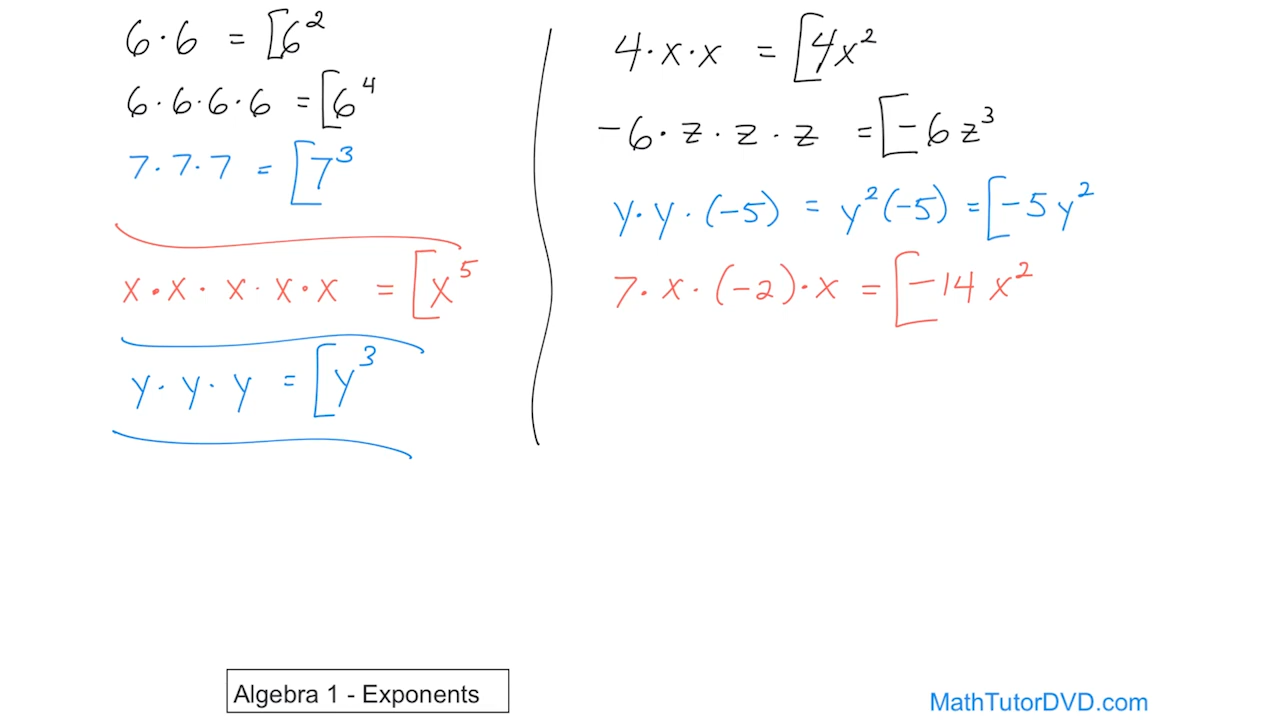 6 · 6 = [6²
6 · 6 · 6 · 6 = [6⁴
7 · 7 · 7 = [7³
x · x · x · x · x = [x⁵
y · y · y = [y³
4 · x · x = [4x²
-6 · z · z · z = [-6z³
y · y · (-5) = y²(-5) = [-5y²
7 · x · (-2) · x = [-14x²
Algebra 1 - Exponents
MathTutorDVD.com